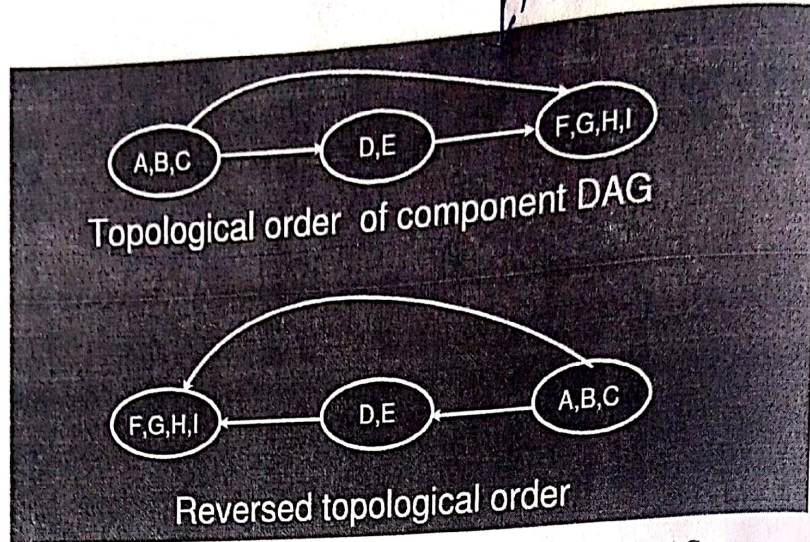 A,B,C
D,E
F,G,H,I
Topological order of component DAG
F,G,H,I
D,E
A,B,C
Reversed topological order